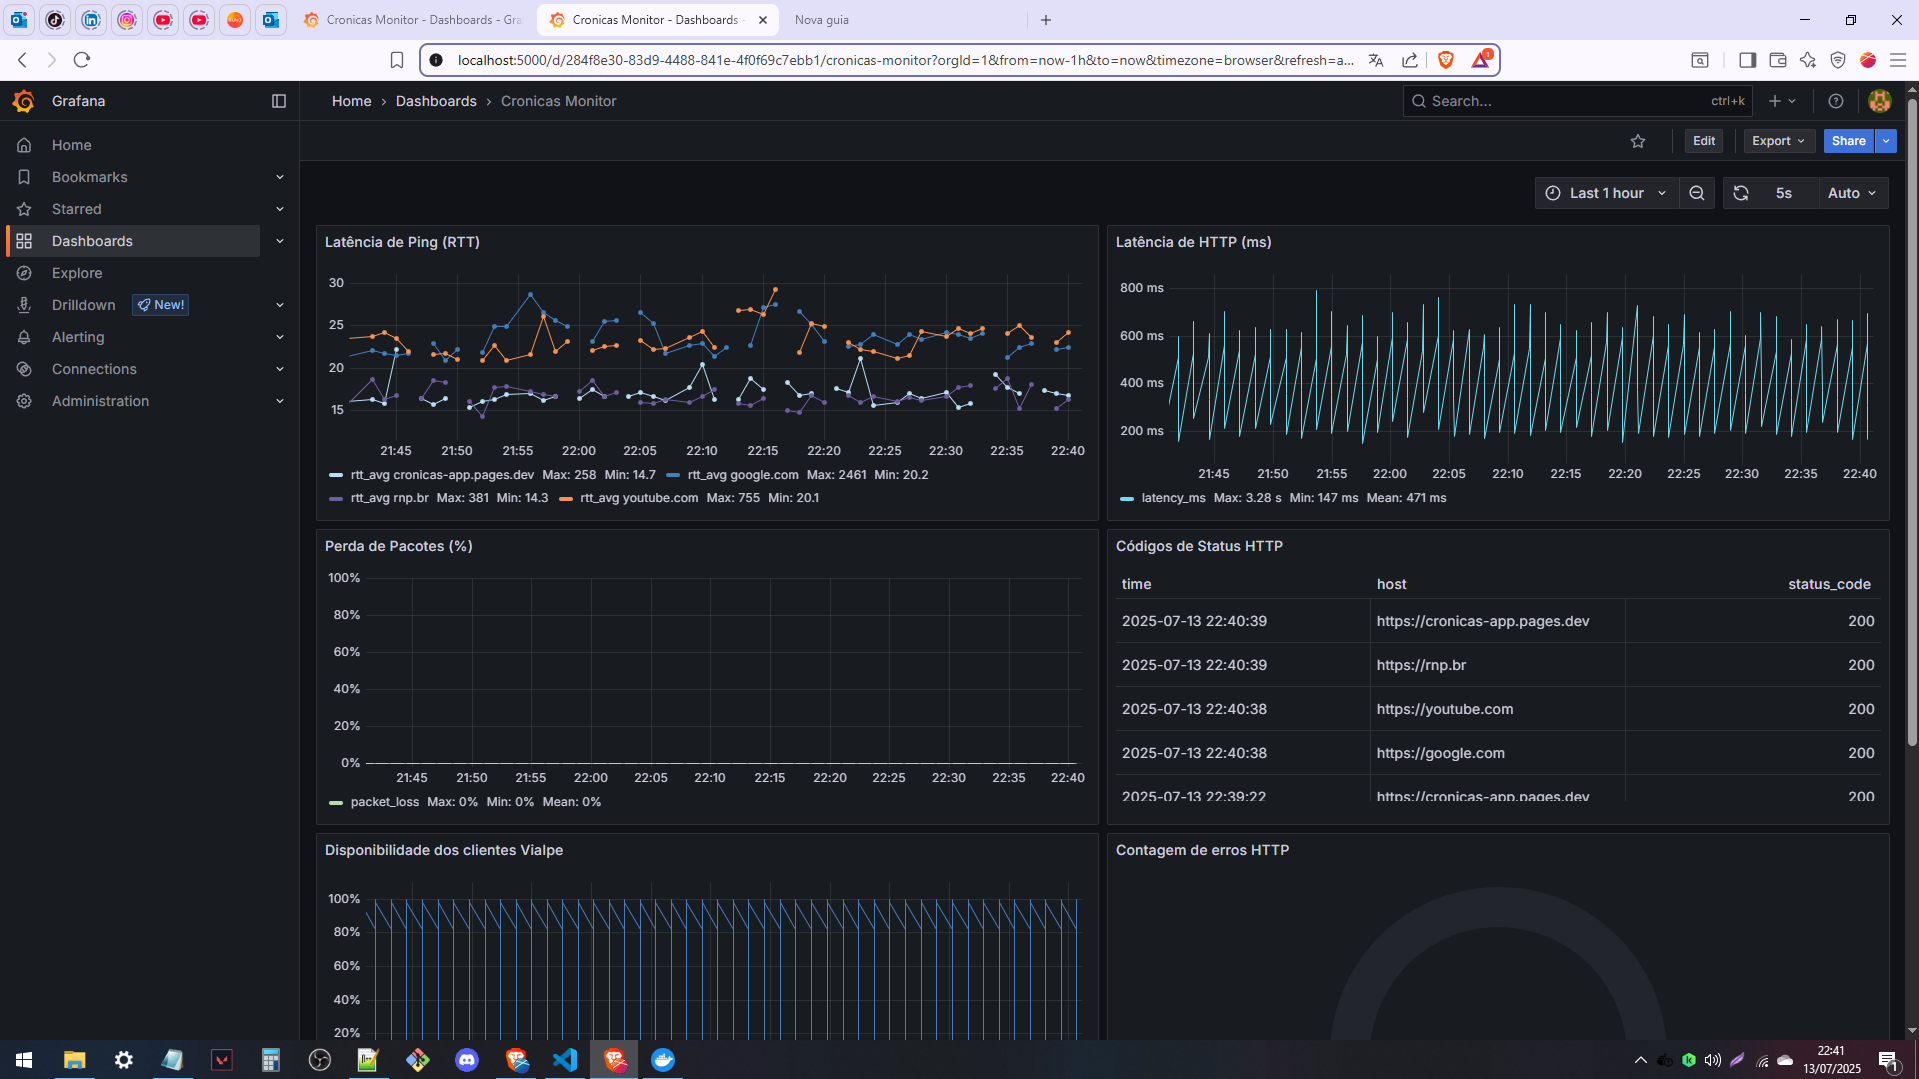 Cronicas Monitor - Dashboards - Gra
Cronicas Monitor - Dashboards -
Nova guia
localhost:5000/d/284f8e30-83d9-4488-841e-4f0f69c7ebb1/cronicas-monitor?orgId=1&from=now-1h&to=now&timezone=browser&refresh=a...
1
Grafana
Home
Bookmarks
Starred
Dashboards
Explore
Drilldown New!
Alerting
Connections
Administration
Home › Dashboards › Cronicas Monitor
Search... ctrl+k
Edit Export Share
Last 1 hour 5s Auto
Latência de Ping (RTT)
30
25
20
15
21:45 21:50 21:55 22:00 22:05 22:10 22:15 22:20 22:25 22:30 22:35 22:40
rtt_avg cronicas-app.pages.dev Max: 258 Min: 14.7 rtt_avg google.com Max: 2461 Min: 20.2
rtt_avg rnp.br Max: 381 Min: 14.3 rtt_avg youtube.com Max: 755 Min: 20.1
Latência de HTTP (ms)
800 ms
600 ms
400 ms
200 ms
21:45 21:50 21:55 22:00 22:05 22:10 22:15 22:20 22:25 22:30 22:35 22:40
latency_ms Max: 3.28 s Min: 147 ms Mean: 471 ms
Perda de Pacotes (%)
100%
80%
60%
40%
20%
0%
21:45 21:50 21:55 22:00 22:05 22:10 22:15 22:20 22:25 22:30 22:35 22:40
packet_loss Max: 0% Min: 0% Mean: 0%
Códigos de Status HTTP
time host status_code
2025-07-13 22:40:39 https://cronicas-app.pages.dev 200
2025-07-13 22:40:39 https://rnp.br 200
2025-07-13 22:40:38 https://youtube.com 200
2025-07-13 22:40:38 https://google.com 200
2025-07-13 22:39:22 https://cronicas-app.pages.dev 200
Disponibilidade dos clientes Vialpe
100%
80%
60%
40%
20%
Contagem de erros HTTP
22:41
13/07/2025
1